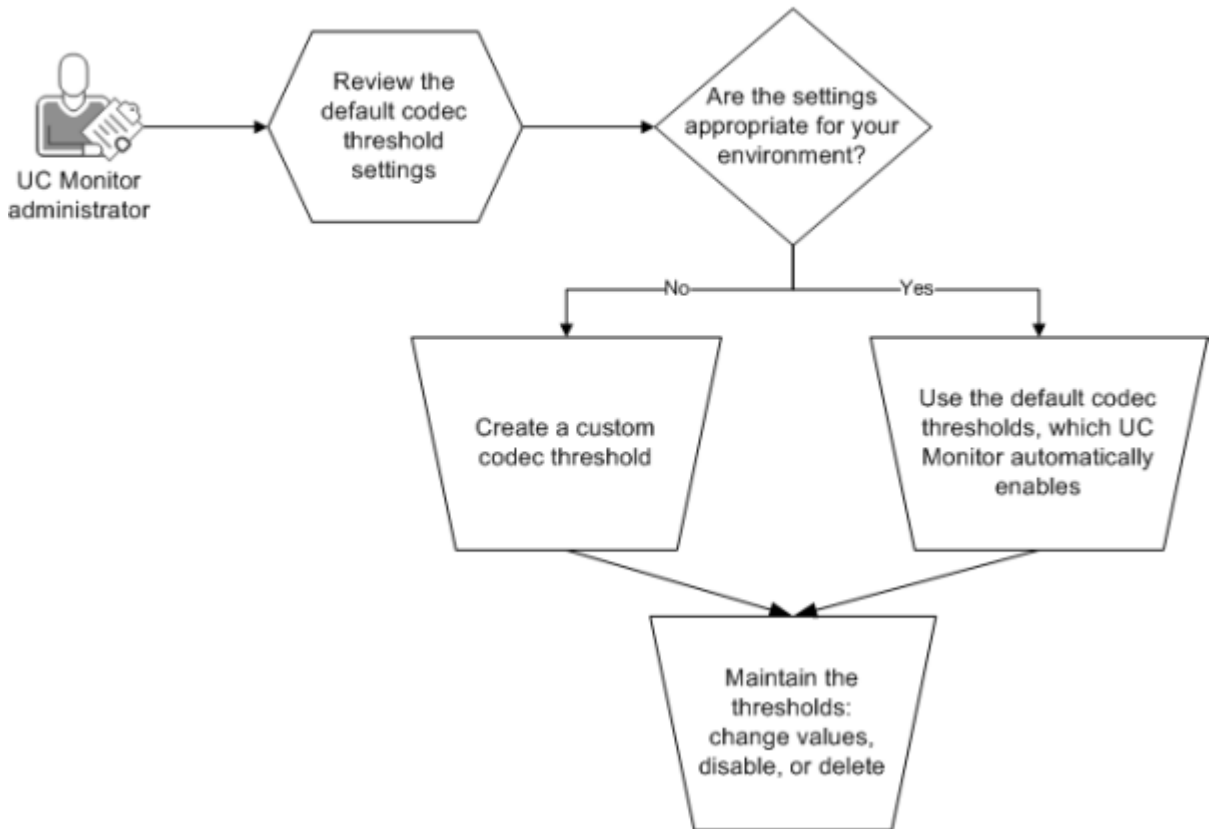 UC Monitor
administrator
Review the
default codec
threshold
settings
Are the settings
appropriate for your
environment?
No
Yes
Create a custom
codec threshold
Use the default codec
thresholds, which UC
Monitor automatically
enables
Maintain the
thresholds:
change values,
disable, or delete